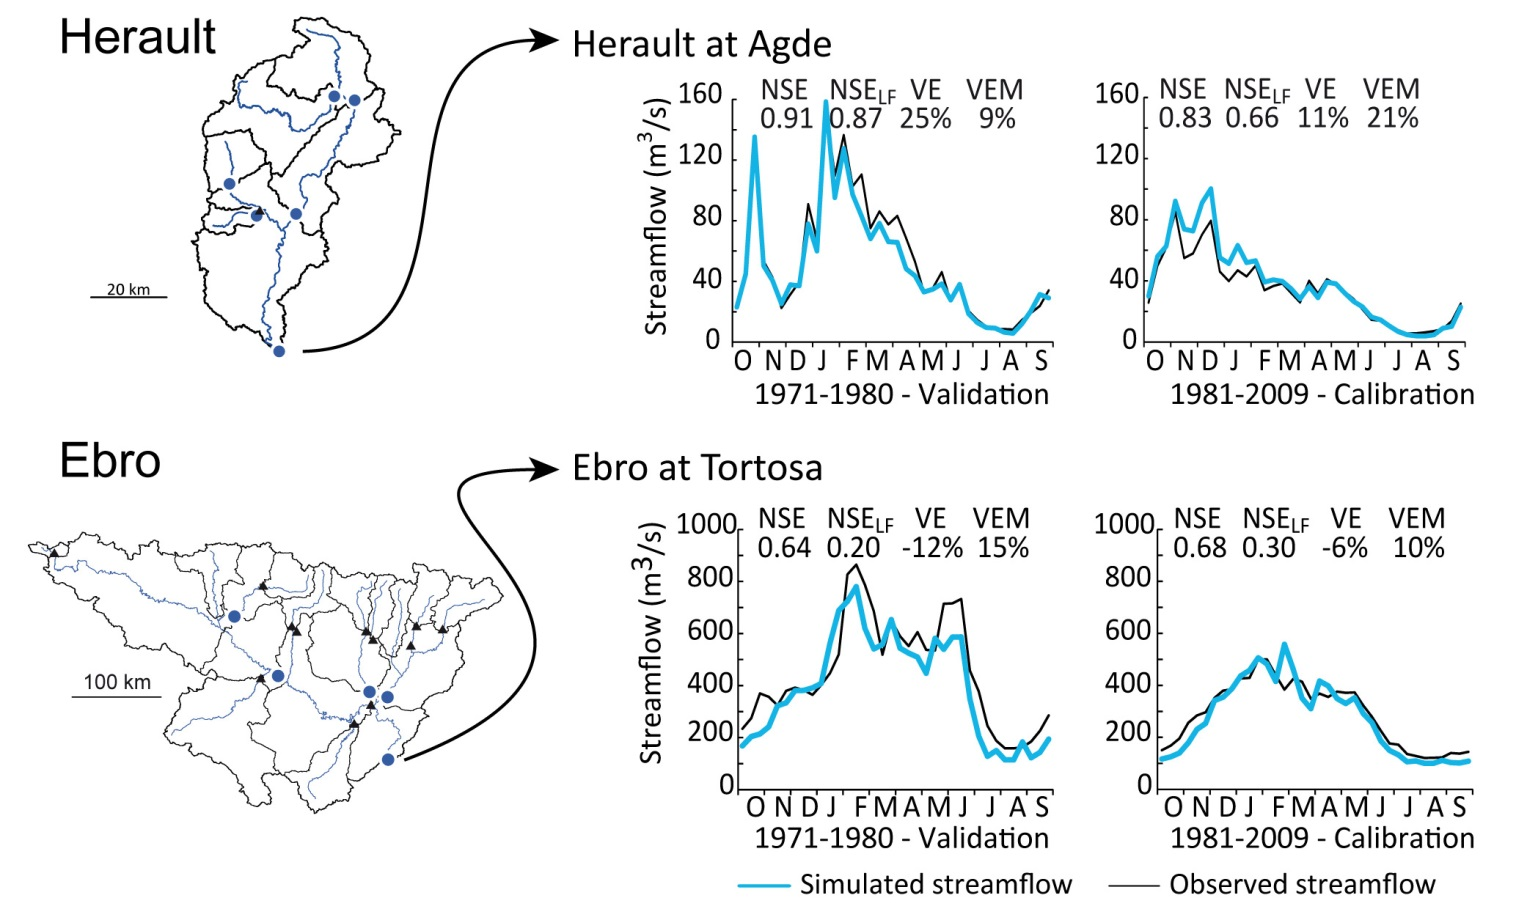 Herault
20 km
Herault at Agde
NSE NSELF VE VEM
0.91 0.87 25% 9%
Streamflow (m3/s)
160
120
80
40
0
O N D J F M A M J J A S
1971-1980 - Validation
NSE NSELF VE VEM
0.83 0.66 11% 21%
160
120
80
40
0
O N D J F M A M J J A S
1981-2009 - Calibration
Ebro
100 km
Ebro at Tortosa
NSE NSELF VE VEM
0.64 0.20 -12% 15%
Streamflow (m3/s)
1000
800
600
400
200
0
O N D J F M A M J J A S
1971-1980 - Validation
NSE NSELF VE VEM
0.68 0.30 -6% 10%
1000
800
600
400
200
0
O N D J F M A M J J A S
1981-2009 - Calibration
Simulated streamflow
Observed streamflow